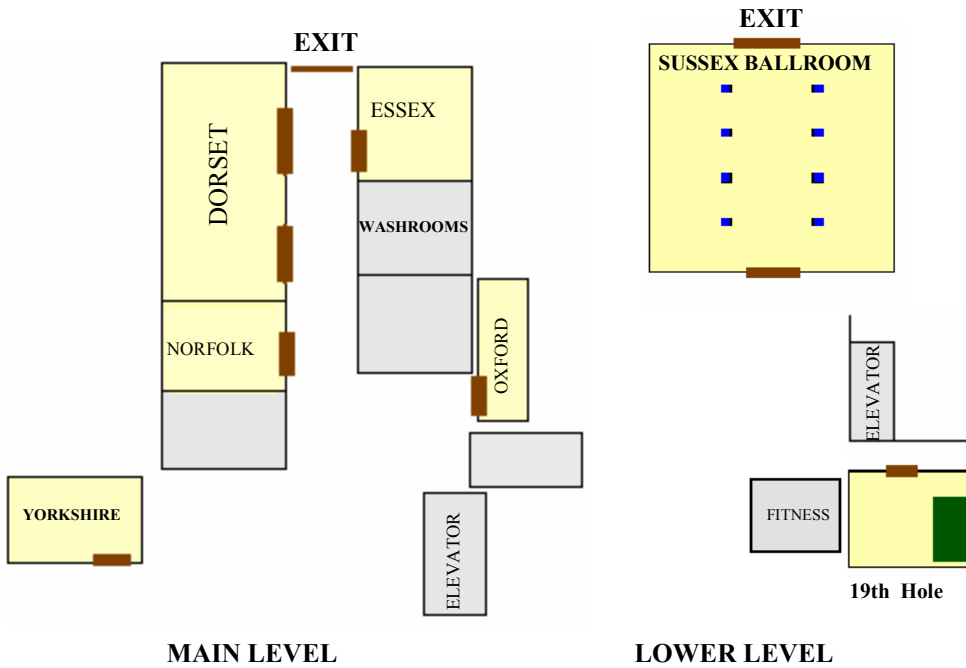 EXIT
ESSEX
DORSET
WASHROOMS
NORFOLK
OXFORD
YORKSHIRE
ELEVATOR
MAIN LEVEL
EXIT
SUSSEX BALLROOM
ELEVATOR
FITNESS
19th Hole
LOWER LEVEL